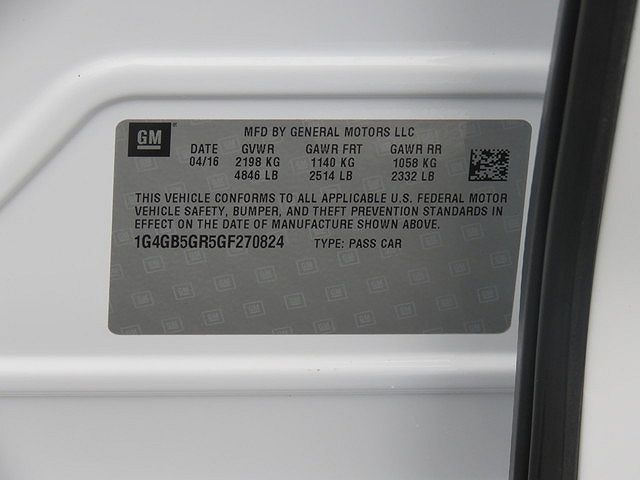 GM
MFD BY GENERAL MOTORS LLC
DATE GVWR GAWR FRT GAWR RR
04/16 2198 KG 1140 KG 1058 KG
4846 LB 2514 LB 2332 LB
THIS VEHICLE CONFORMS TO ALL APPLICABLE U.S. FEDERAL MOTOR
VEHICLE SAFETY, BUMPER, AND THEFT PREVENTION STANDARDS IN
EFFECT ON THE DATE OF MANUFACTURE SHOWN ABOVE.
1G4GB5GR5GF270824 TYPE: PASS CAR